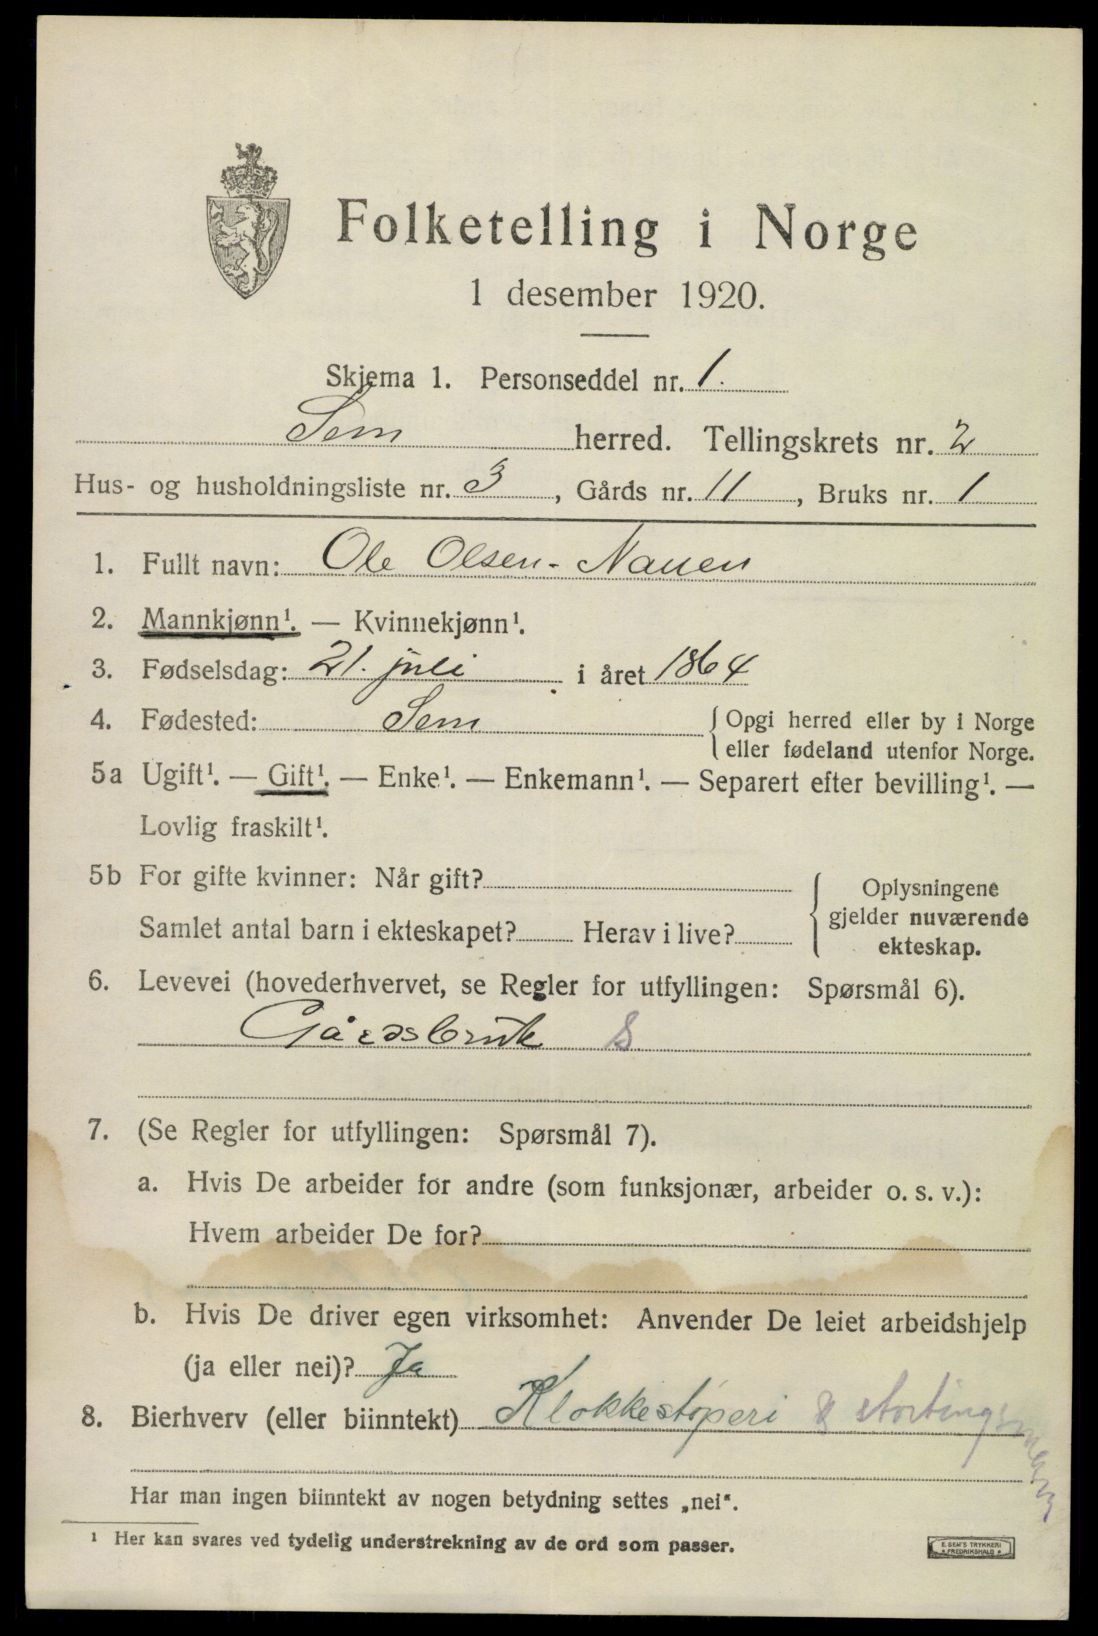 Folketelling i Norge
1 desember 1920.
Skjema 1. Personseddel nr. 1.
Sem herred. Tellingskrets nr. 2
Hus- og husholdningsliste nr. 3, Gårds nr. 11, Bruks nr. 1
1. Fullt navn: Ole Olsen-Nauen
2. Mannkjønn¹. — Kvinnekjønn¹.
3. Fødselsdag: 21. juli i året 1864
4. Fødested: Sem { Opgi herred eller by i Norge
eller fødeland utenfor Norge.
5a Ugift¹. — Gift¹. — Enke¹. — Enkemann¹. — Separert efter bevilling¹. —
Lovlig fraskilt¹.
5b For gifte kvinner: Når gift?
Samlet antal barn i ekteskapet? Herav i live?
{ Oplysningene
gjelder nuværende
ekteskap.
6. Levevei (hovederhvervet, se Regler for utfyllingen: Spørsmål 6).
Gårdsbruk S
7. (Se Regler for utfyllingen: Spørsmål 7).
a. Hvis De arbeider for andre (som funksjonær, arbeider o. s. v.):
Hvem arbeider De for?
b. Hvis De driver egen virksomhet: Anvender De leiet arbeidshjelp
(ja eller nei)? Ja
8. Bierhverv (eller biinntekt) Klokkestøperi & stortingsmann
Har man ingen biinntekt av nogen betydning settes „nei“.
¹ Her kan svares ved tydelig understrekning av de ord som passer.
E. SEM'S TRYKKERI
FREDRIKSHALD